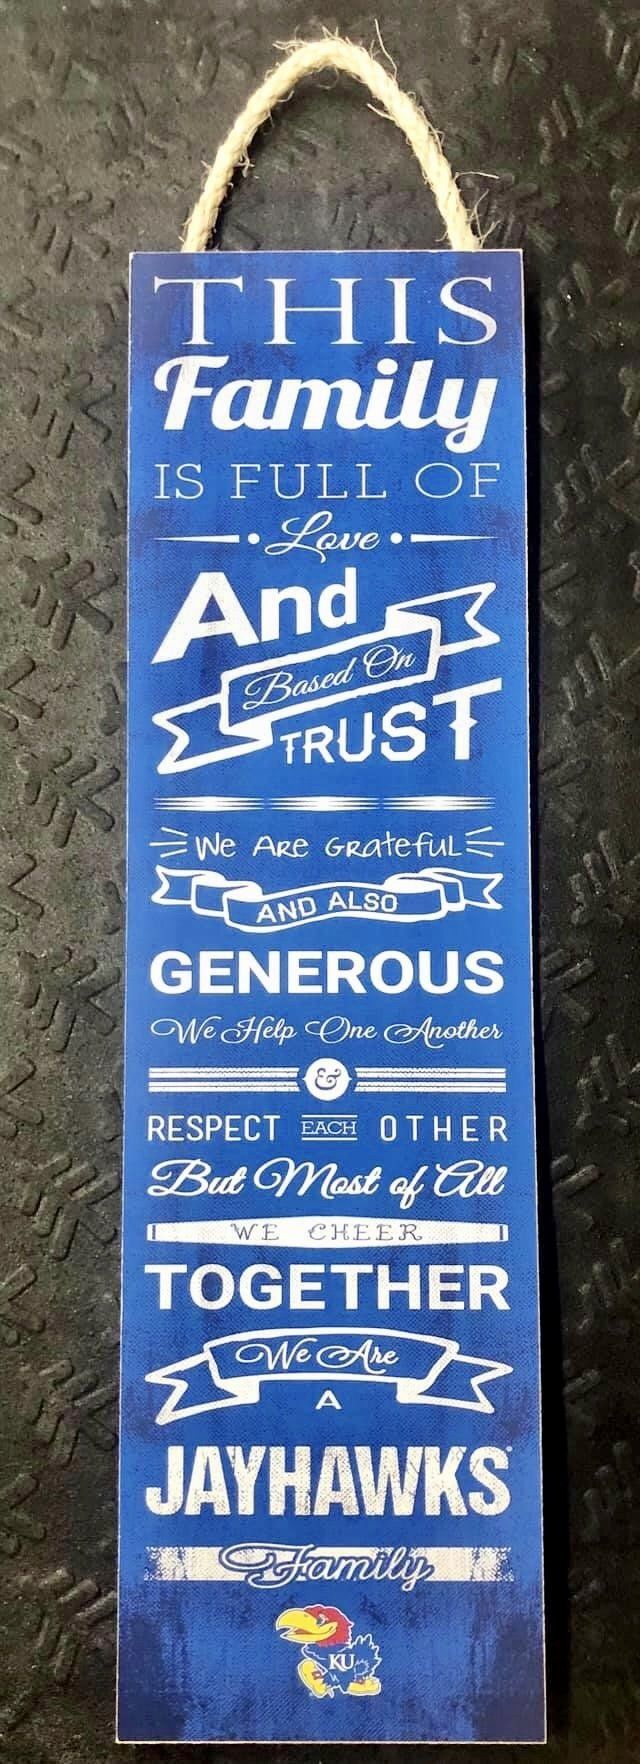 THIS
Family
IS FULL OF
Love
And
Based On
TRUST
We Are Grateful
AND ALSO
GENEROUS
We Help One Another
&
RESPECT EACH OTHER
But Most of All
WE CHEER
TOGETHER
We Are
A
JAYHAWKS
Family
KU